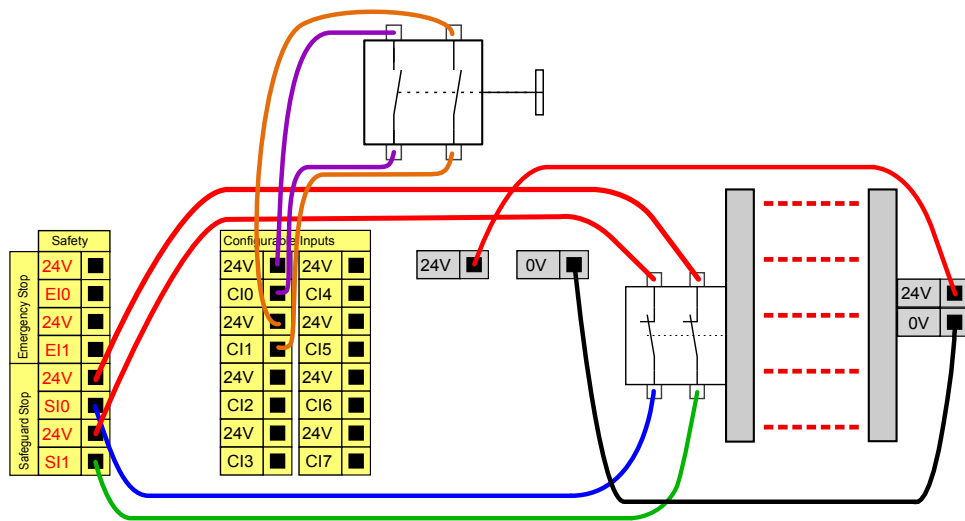 Safety
Emergency Stop
24V
EI0
24V
EI1
Safeguard Stop
24V
SI0
24V
SI1
Configurable Inputs
24V 24V
CI0 CI4
24V 24V
CI1 CI5
24V 24V
CI2 CI6
24V 24V
CI3 CI7
24V
0V
24V
0V